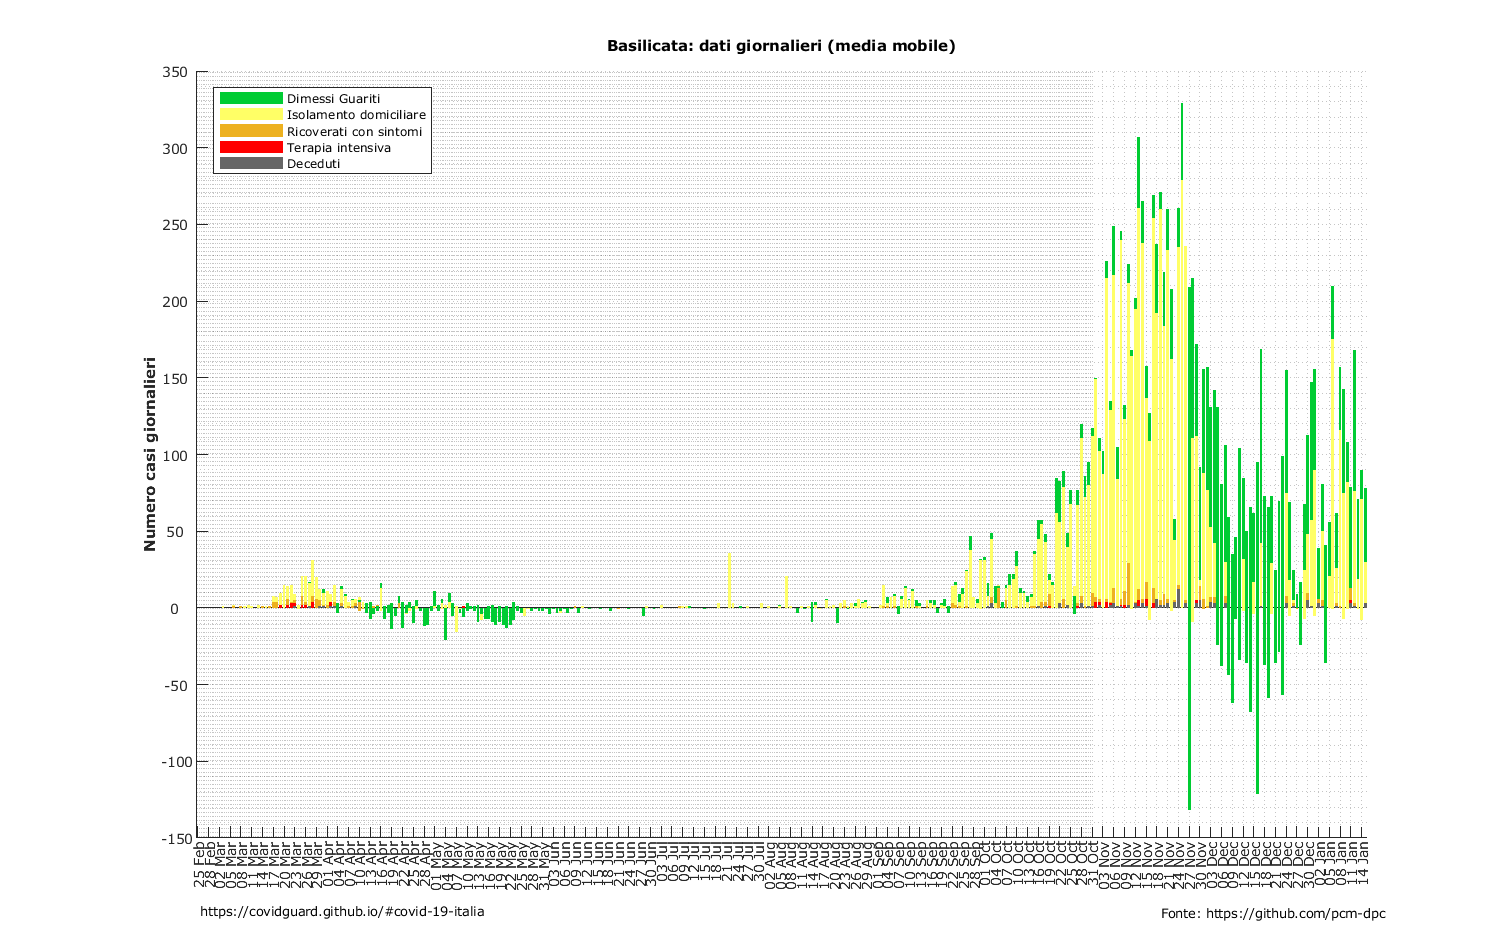 Basilicata: dati giornalieri (media mobile)
350
300
250
200
150
100
50
0
-50
-100
-150
Numero casi giornalieri
Dimessi Guariti
Isolamento domiciliare
Ricoverati con sintomi
Terapia intensiva
Deceduti
25 Feb
28 Feb
02 Mar
05 Mar
08 Mar
11 Mar
14 Mar
17 Mar
20 Mar
23 Mar
26 Mar
29 Mar
01 Apr
04 Apr
07 Apr
10 Apr
13 Apr
16 Apr
19 Apr
22 Apr
25 Apr
28 Apr
01 May
04 May
07 May
10 May
13 May
16 May
19 May
22 May
25 May
28 May
31 May
03 Jun
06 Jun
09 Jun
12 Jun
15 Jun
18 Jun
21 Jun
24 Jun
27 Jun
30 Jun
03 Jul
06 Jul
09 Jul
12 Jul
15 Jul
18 Jul
21 Jul
24 Jul
27 Jul
30 Jul
02 Aug
05 Aug
08 Aug
11 Aug
14 Aug
17 Aug
20 Aug
23 Aug
26 Aug
29 Aug
01 Sep
04 Sep
07 Sep
10 Sep
13 Sep
16 Sep
19 Sep
22 Sep
25 Sep
28 Sep
01 Oct
04 Oct
07 Oct
10 Oct
13 Oct
16 Oct
19 Oct
22 Oct
25 Oct
28 Oct
31 Oct
03 Nov
06 Nov
09 Nov
12 Nov
15 Nov
18 Nov
21 Nov
24 Nov
27 Nov
30 Nov
03 Dec
06 Dec
09 Dec
12 Dec
15 Dec
18 Dec
21 Dec
24 Dec
27 Dec
30 Dec
02 Jan
05 Jan
08 Jan
11 Jan
14 Jan
https://covidguard.github.io/#covid-19-italia
Fonte: https://github.com/pcm-dpc